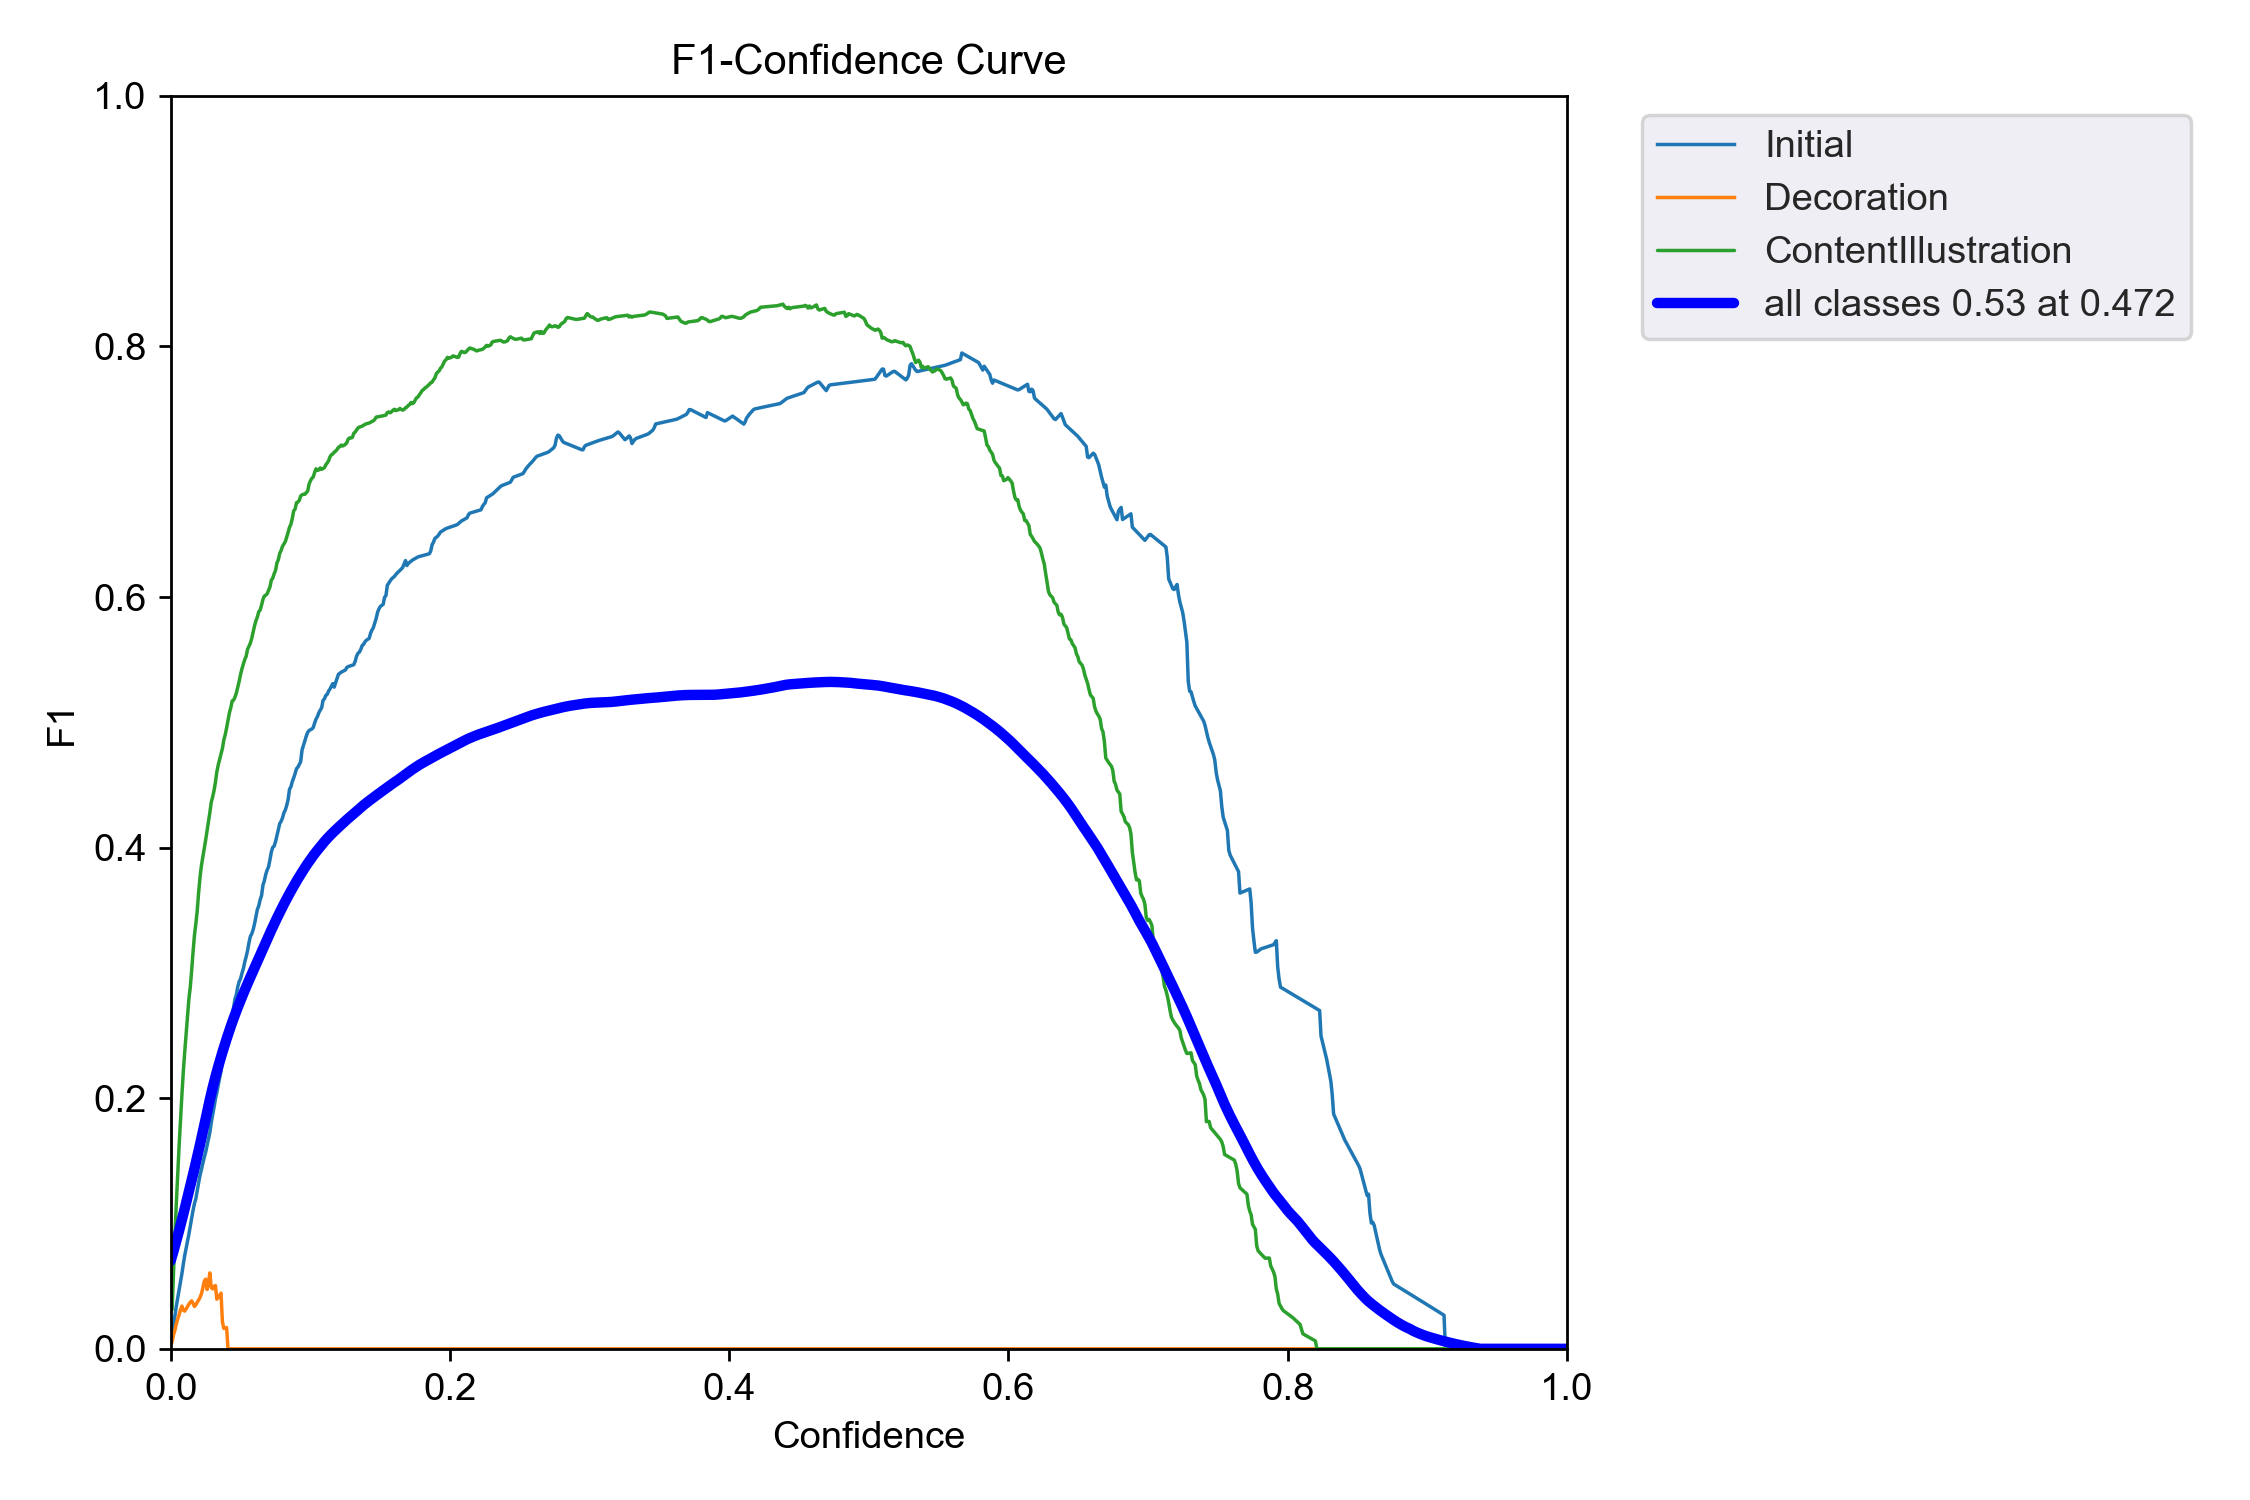 F1-Confidence Curve
1.0
0.8
0.6
0.4
0.2
0.0
F1
0.0 0.2 0.4 0.6 0.8 1.0
Confidence
Initial
Decoration
ContentIllustration
all classes 0.53 at 0.472